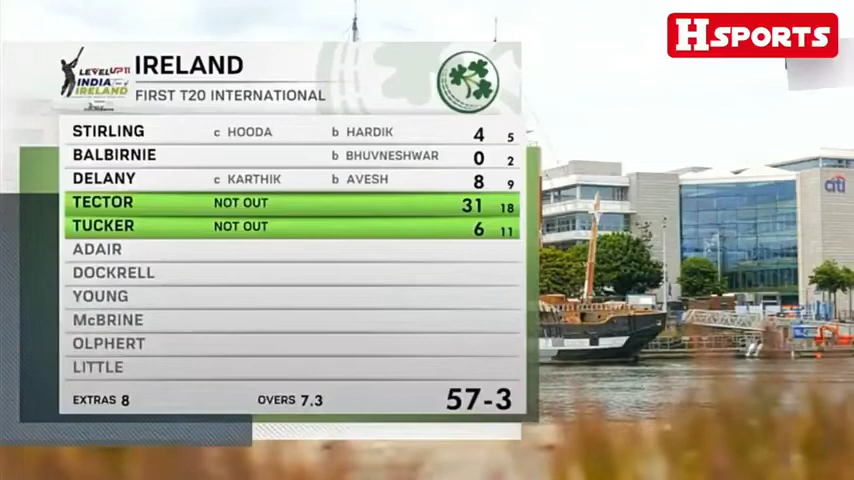 H SPORTS
LEVELUP11
INDIA
IRELAND
IRELAND
FIRST T20 INTERNATIONAL
STIRLING c HOODA b HARDIK 4 5
BALBIRNIE b BHUVNESHWAR 0 2
DELANY c KARTHIK b AVESH 8 9
TECTOR NOT OUT 31 18
TUCKER NOT OUT 6 11
ADAIR
DOCKRELL
YOUNG
McBRINE
OLPHERT
LITTLE
EXTRAS 8 OVERS 7.3 57-3
citi